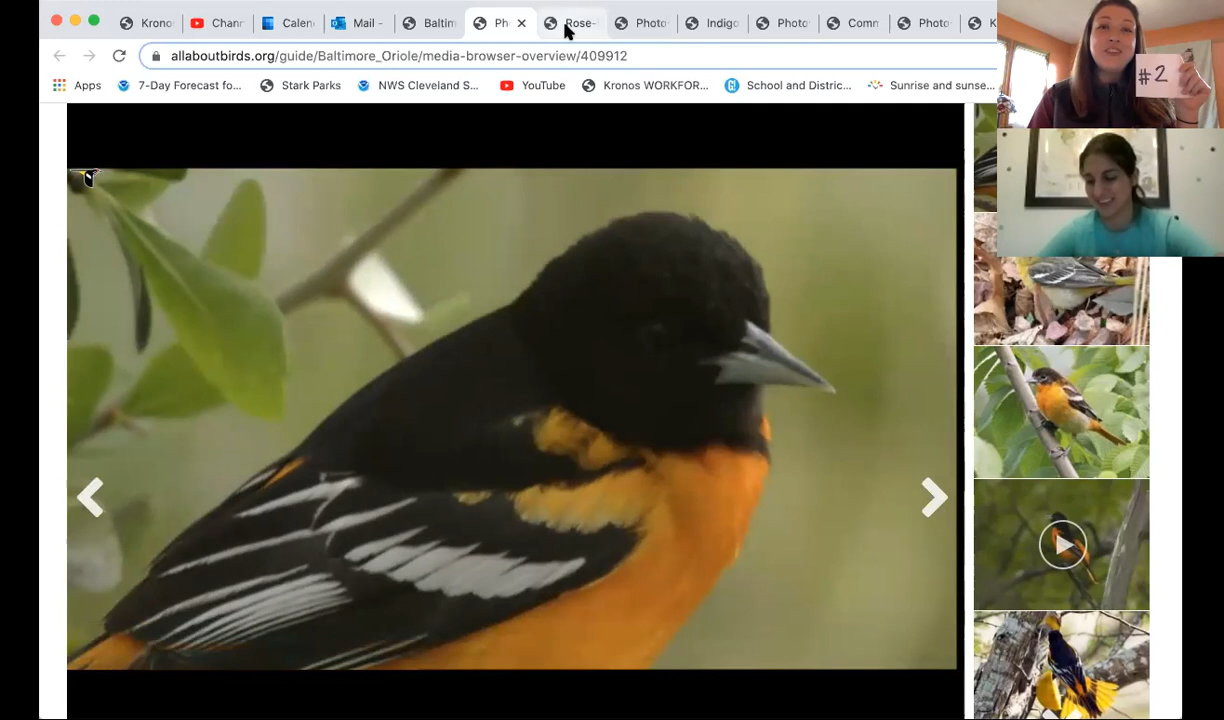 Krono
Chann
Calen
Mail -
Baltim
Pho
Rose-
Photo
Indigo
Photo
Comm
Photo
K
allaboutbirds.org/guide/Baltimore_Oriole/media-browser-overview/409912
Apps
7-Day Forecast fo...
Stark Parks
NWS Cleveland S...
YouTube
Kronos WORKFOR...
School and Distric...
Sunrise and sunse...
#2